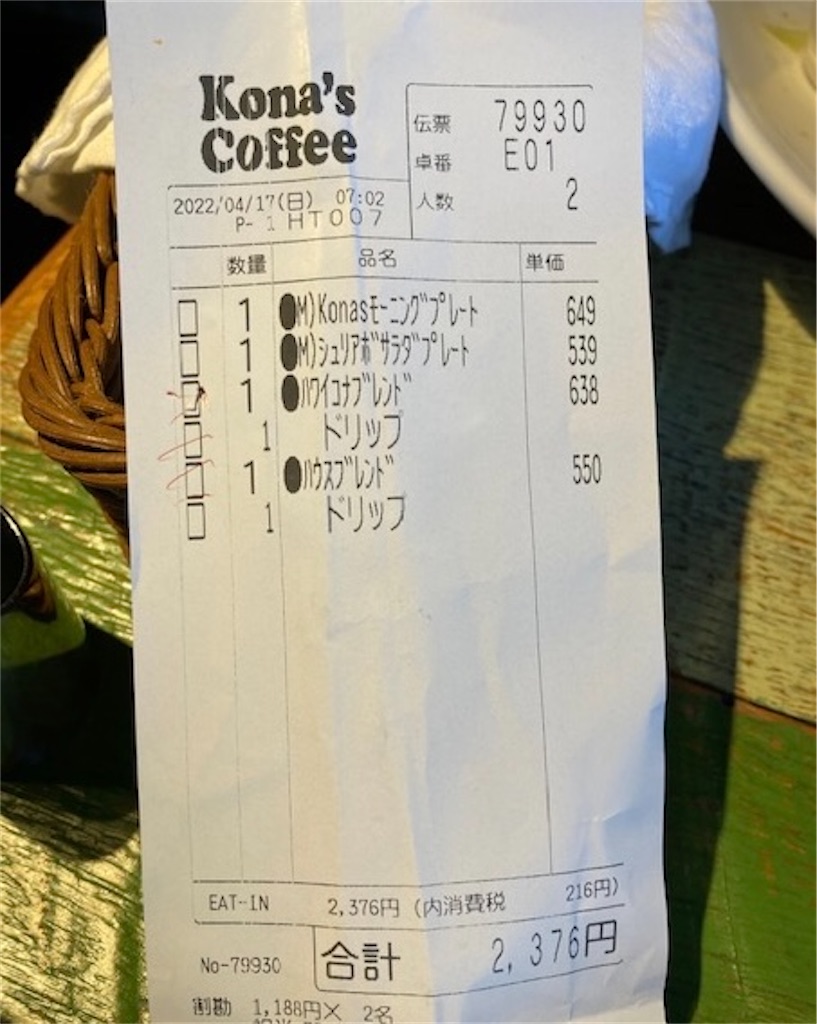 Kona's
Coffee
伝票 79930
卓番 E01
人数 2
2022/04/17(日) 07:02
P- 1 HT007
数量 品名 単価
□ 1 ●M)Konasﾓｰﾆﾝｸﾞﾌﾟﾚｰﾄ 649
□ 1 ●M)ｼｭﾘｱﾎﾞｻﾗﾀﾞﾌﾟﾚｰﾄ 539
□ 1 ●ﾊﾜｲｺﾅﾌﾞﾚﾝﾄﾞ 638
□ 1 ドリップ
□ 1 ●ﾊｳｽﾌﾞﾚﾝﾄﾞ 550
□ 1 ドリップ
EAT-IN 2,376円 (内消費税 216円)
No-79930 合計 2,376円
割勘 1,188円× 2名